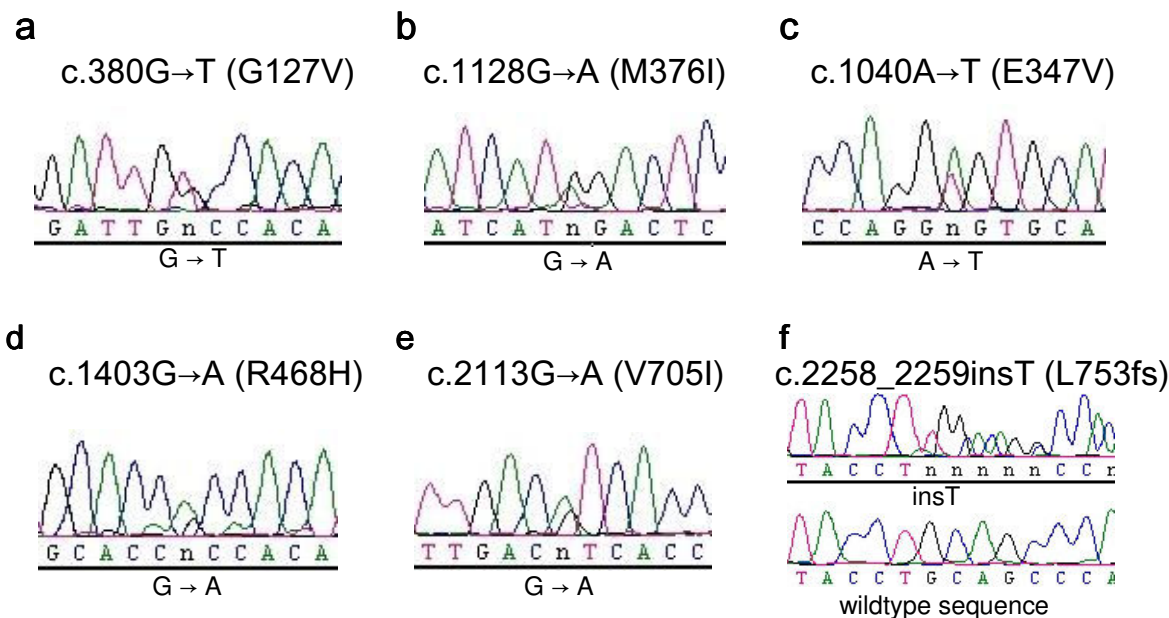 a
c.380G→T (G127V)
GATTGnCCACA
G → T
b
c.1128G→A (M376I)
ATCATnGACTC
G → A
c
c.1040A→T (E347V)
CCAGGnGTGCA
A → T
d
c.1403G→A (R468H)
GCACCnCCACA
G → A
e
c.2113G→A (V705I)
TTGACnTCACC
G → A
f
c.2258_2259insT (L753fs)
TACCTnnnnnCCn
insT
TACCTGCAGCCCA
wildtype sequence